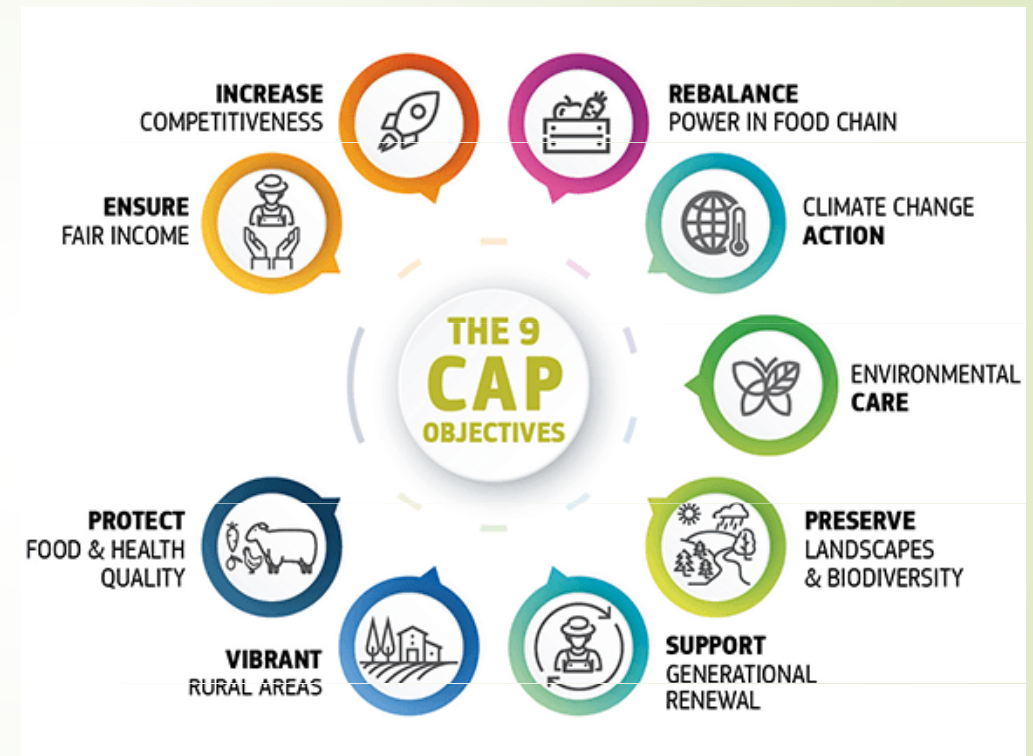 INCREASE
COMPETITIVENESS
REBALANCE
POWER IN FOOD CHAIN
ENSURE
FAIR INCOME
CLIMATE CHANGE
ACTION
THE 9
CAP
OBJECTIVES
ENVIRONMENTAL
CARE
PROTECT
FOOD & HEALTH
QUALITY
PRESERVE
LANDSCAPES
& BIODIVERSITY
VIBRANT
RURAL AREAS
SUPPORT
GENERATIONAL
RENEWAL